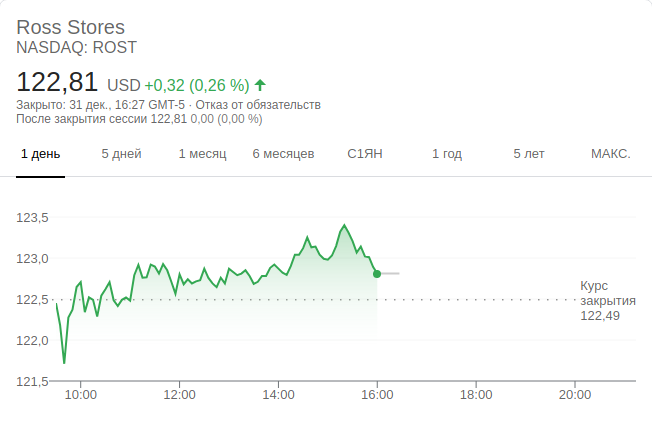 Ross Stores
NASDAQ: ROST
122,81 USD +0,32 (0,26 %)
Закрыто: 31 дек., 16:27 GMT-5 · Отказ от обязательств
После закрытия сессии 122,81 0,00 (0,00 %)
1 день 5 дней 1 месяц 6 месяцев С1ЯН 1 год 5 лет МАКС.
123,5
123,0
122,5
Курс
закрытия
122,49
122,0
121,5
10:00 12:00 14:00 16:00 18:00 20:00